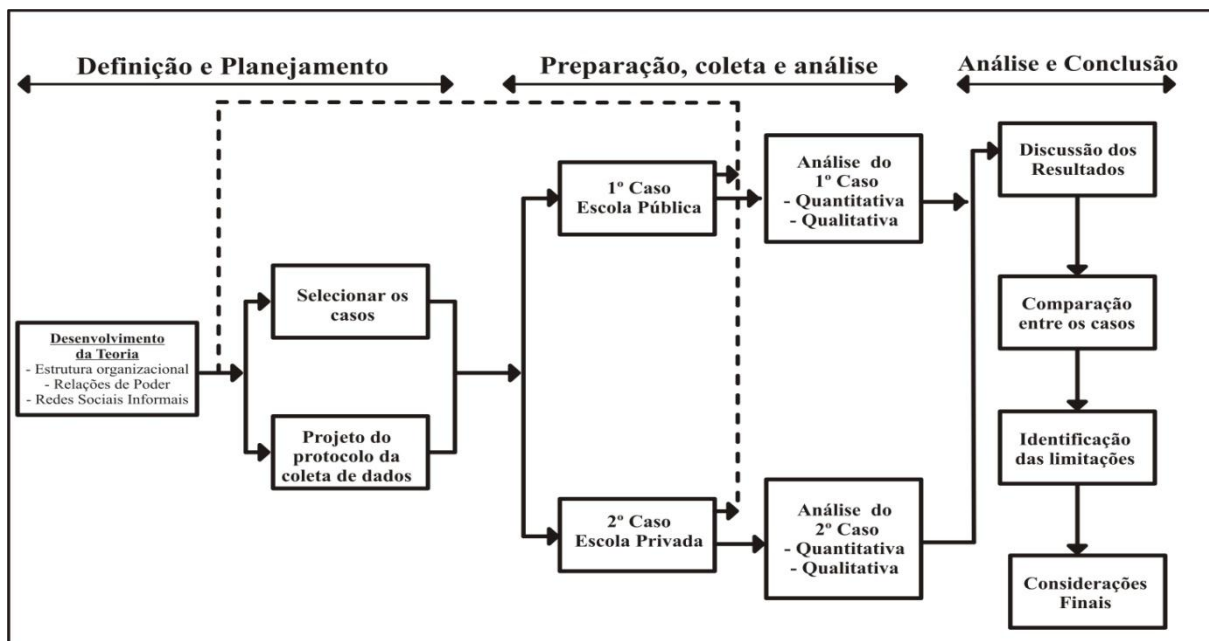 Definição e Planejamento
Preparação, coleta e análise
Análise e Conclusão
Desenvolvimento
da Teoria
- Estrutura organizacional
- Relações de Poder
- Redes Sociais Informais
Selecionar os
casos
Projeto do
protocolo da
coleta de dados
1º Caso
Escola Pública
2º Caso
Escola Privada
Análise do
1º Caso
- Quantitativa
- Qualitativa
Análise do
2º Caso
- Quantitativa
- Qualitativa
Discussão dos
Resultados
Comparação
entre os casos
Identificação
das limitações
Considerações
Finais